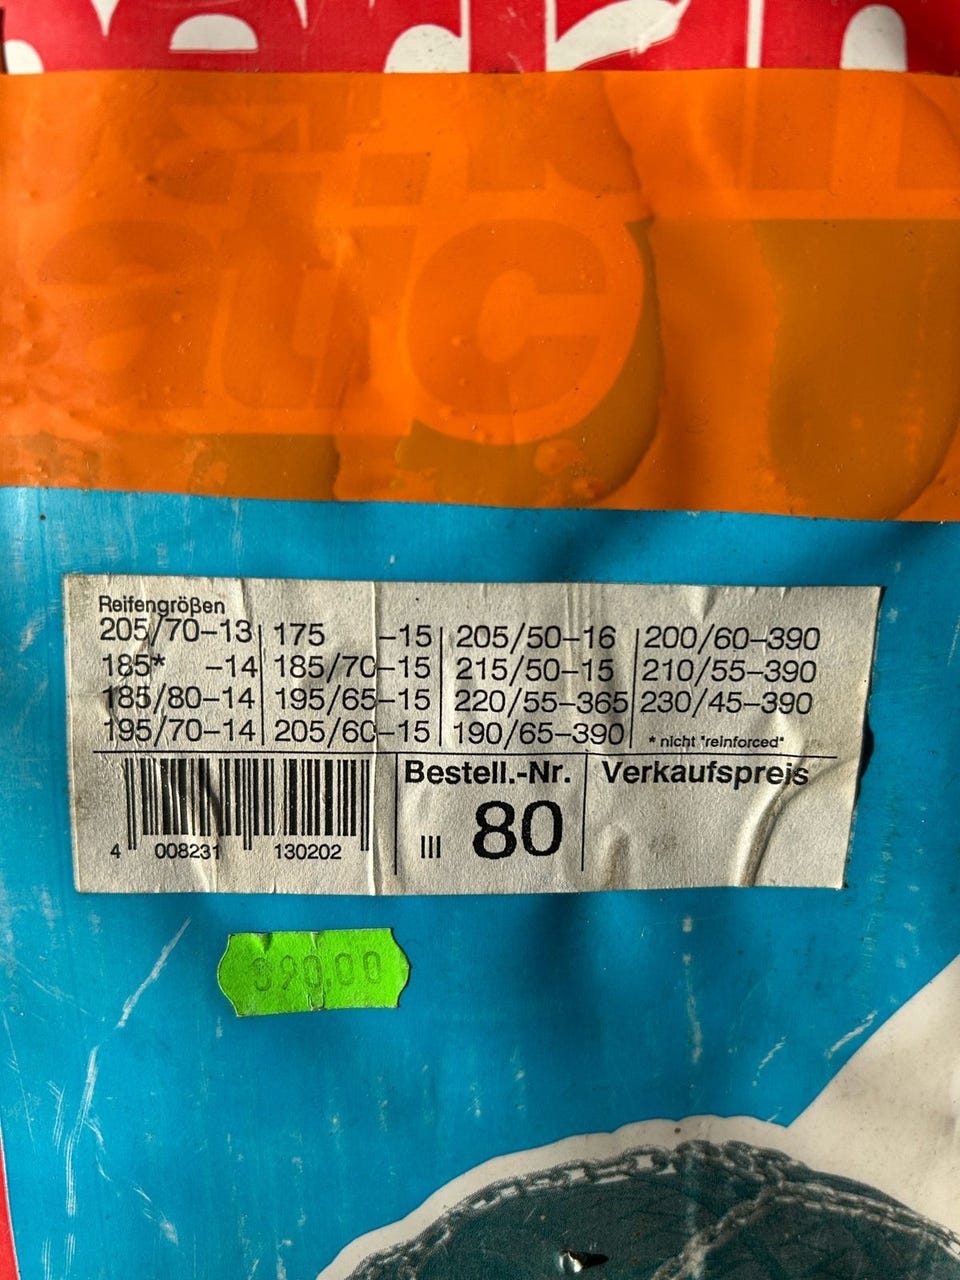 Reifengrößen
205/70-13 175 -15 205/50-16 200/60-390
185* -14 185/70-15 215/50-15 210/55-390
185/80-14 195/65-15 220/55-365 230/45-390
195/70-14 205/60-15 190/65-390 * nicht "reinforced"
Bestell.-Nr. Verkaufspreis
III 80
4 008231 130202